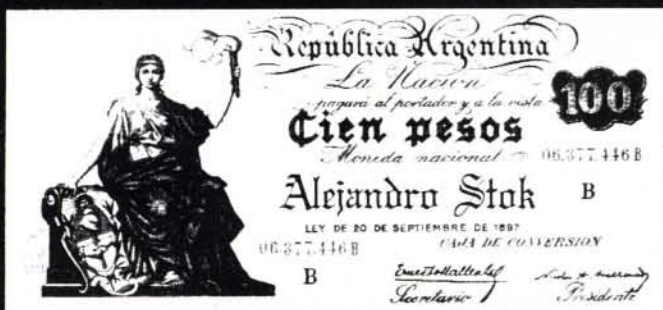 República Argentina
La Nación
pagará al portador y a la vista
100
Cien pesos
Moneda nacional
06.377.446 B
Alejandro Stok
B
LEY DE 20 DE SEPTIEMBRE DE 1897
06.377.446 B
CAJA DE CONVERSION
B
Secretario
Presidente